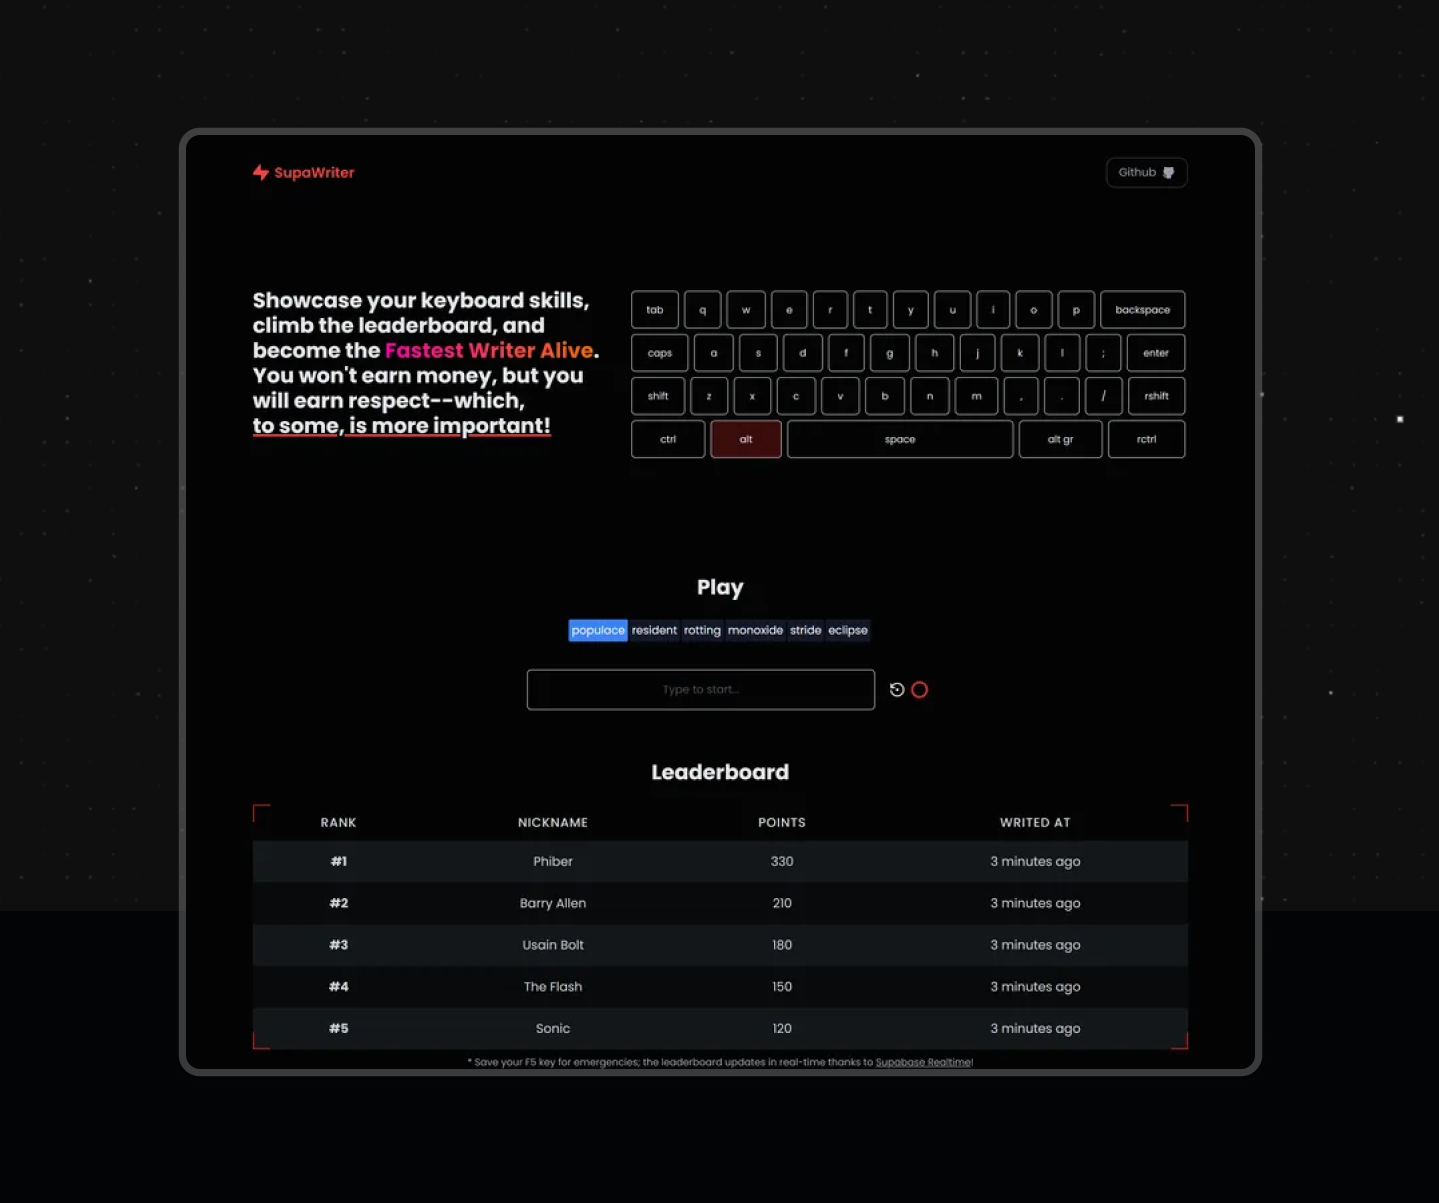 SupaWriter
Github
Showcase your keyboard skills,
climb the leaderboard, and
become the Fastest Writer Alive.
You won't earn money, but you
will earn respect--which,
to some, is more important!
tab q w e r t y u i o p backspace
caps a s d f g h j k l ; enter
shift z x c v b n m , . / rshift
ctrl alt space alt gr rctrl
Play
populace resident rotting monoxide stride eclipse
Type to start...
Leaderboard
RANK NICKNAME POINTS WRITED AT
#1 Phiber 330 3 minutes ago
#2 Barry Allen 210 3 minutes ago
#3 Usain Bolt 180 3 minutes ago
#4 The Flash 150 3 minutes ago
#5 Sonic 120 3 minutes ago
* Save your F5 key for emergencies; the leaderboard updates in real-time thanks to Supabase Realtime!